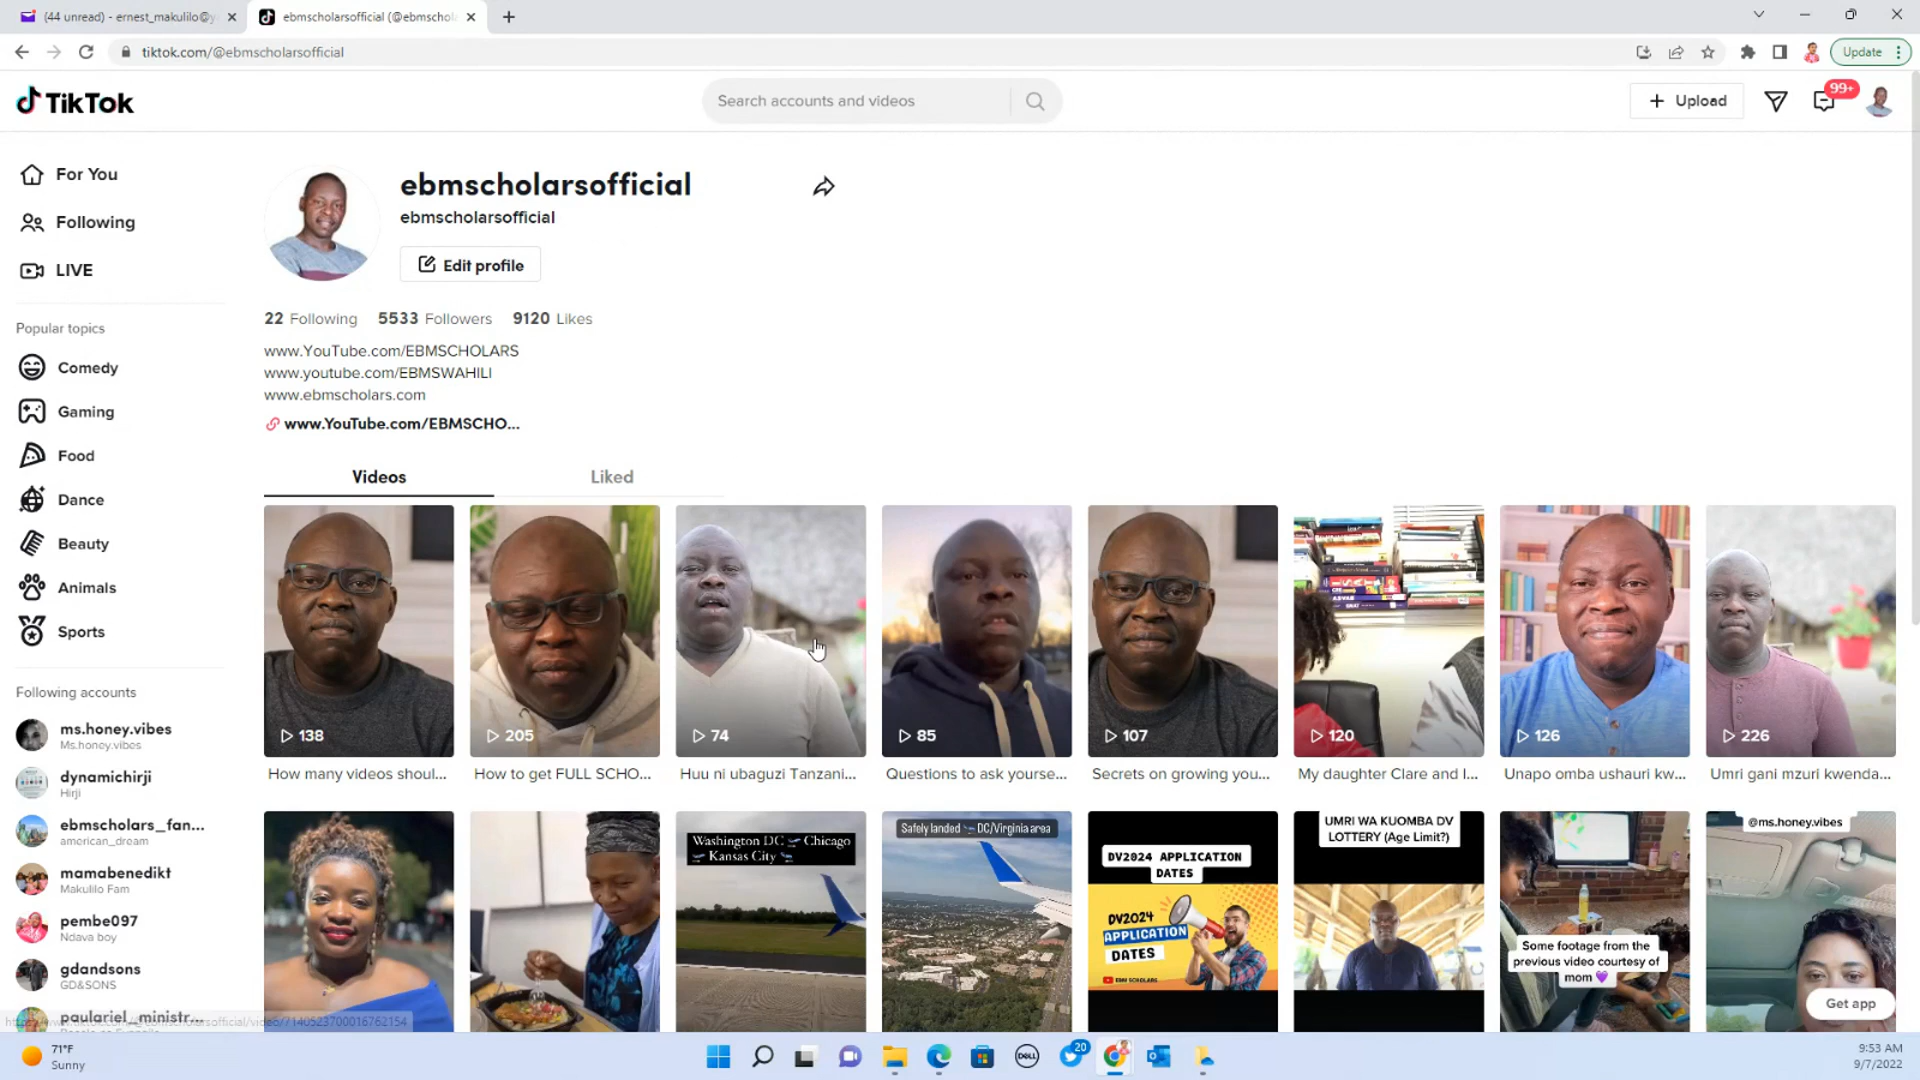 (44 unread) - ernest_makulilo@y
ebmscholarsofficial (@ebmschol
tiktok.com/@ebmscholarsofficial
Update
TikTok
Search accounts and videos
+ Upload
99+
For You
Following
LIVE
Popular topics
Comedy
Gaming
Food
Dance
Beauty
Animals
Sports
Following accounts
ms.honey.vibes
Ms.honey.vibes
dynamichirji
Hirji
ebmscholars_fan...
american_dream
mamabenedikt
Makulilo Fam
pembe097
Ndava boy
gdandsons
GD&SONS
paulariel_ministr...
ebmscholarsofficial
ebmscholarsofficial
Edit profile
22 Following 5533 Followers 9120 Likes
www.YouTube.com/EBMSCHOLARS
www.youtube.com/EBMSWAHILI
www.ebmscholars.com
www.YouTube.com/EBMSCHO...
Videos Liked
138
205
74
85
107
120
126
226
How many videos shoul...
How to get FULL SCHO...
Huu ni ubaguzi Tanzani...
Questions to ask yourse...
Secrets on growing you...
My daughter Clare and I...
Unapo omba ushauri kw...
Umri gani mzuri kwenda...
Washington DC Chicago
Kansas City
Safely landed DC/Virginia area
DV2024 APPLICATION
DATES
DV2024
APPLICATION
DATES
EBM SCHOLARS
UMRI WA KUOMBA DV
LOTTERY (Age Limit?)
Some footage from the
previous video courtesy of
mom 💜
@ms.honey.vibes
Get app
71°F
Sunny
DELL
20
9:53 AM
9/7/2022